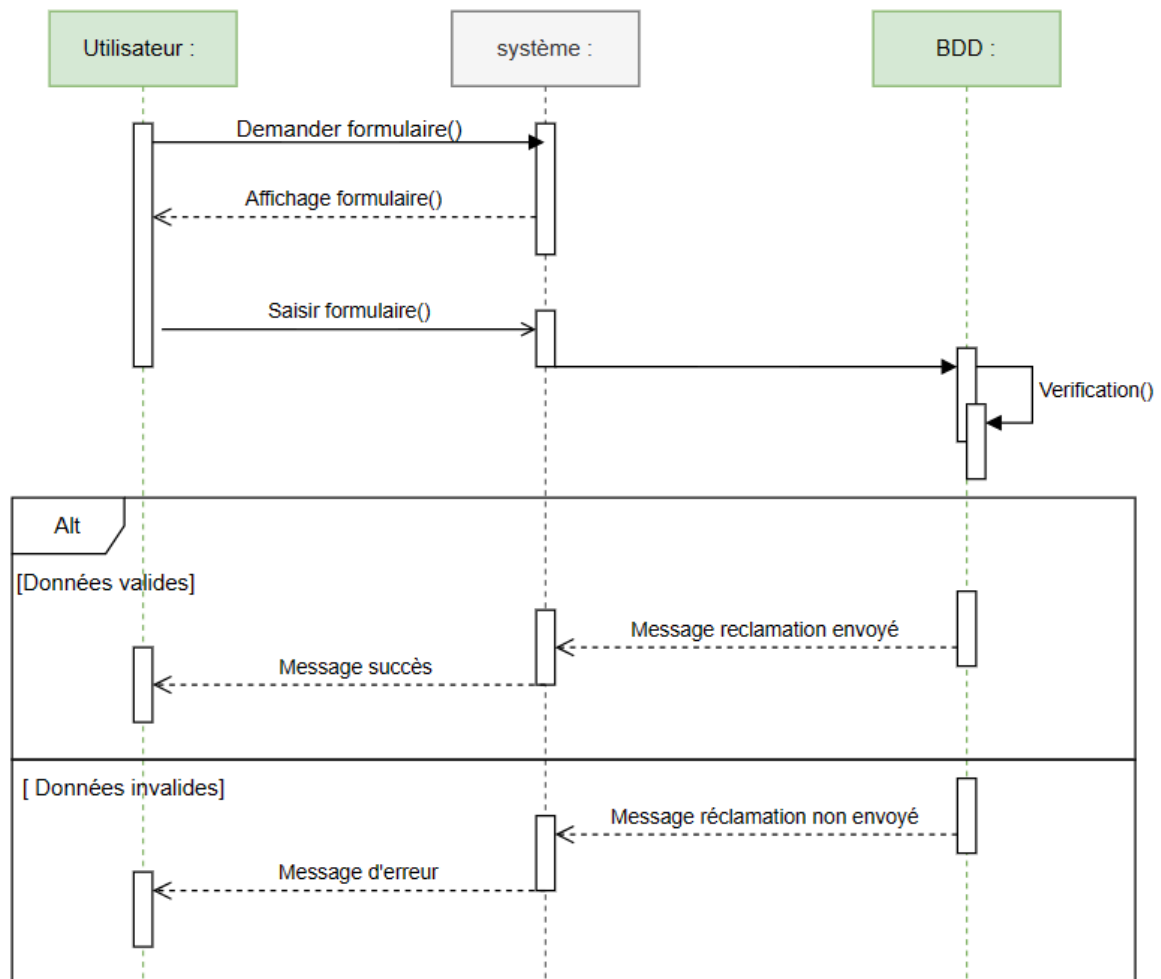 Utilisateur :
système :
BDD :
Demander formulaire()
Affichage formulaire()
Saisir formulaire()
Verification()
Alt
[Données valides]
Message reclamation envoyé
Message succès
[ Données invalides]
Message réclamation non envoyé
Message d'erreur